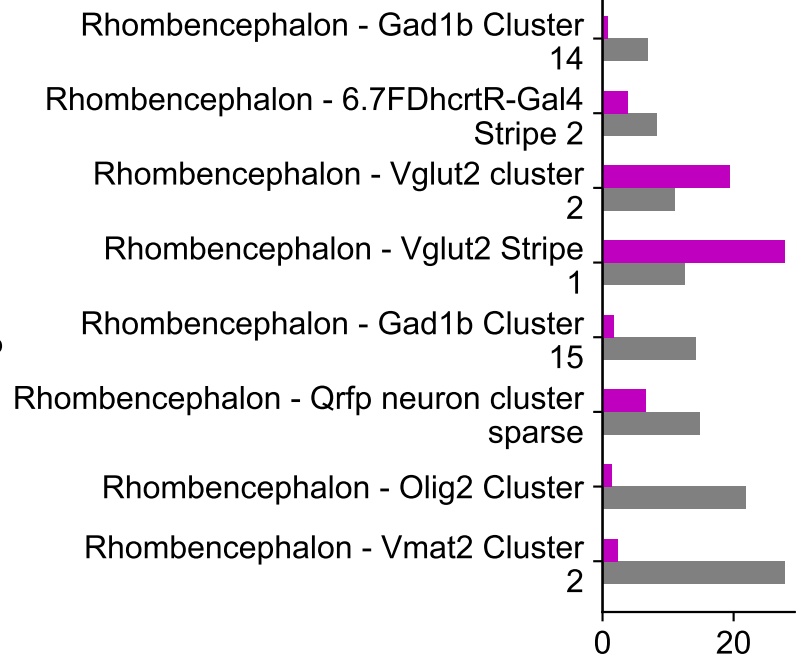 Rhombencephalon - Gad1b Cluster
14
Rhombencephalon - 6.7FDhcrtR-Gal4
Stripe 2
Rhombencephalon - Vglut2 cluster
2
Rhombencephalon - Vglut2 Stripe
1
Rhombencephalon - Gad1b Cluster
15
Rhombencephalon - Qrfp neuron cluster
sparse
Rhombencephalon - Olig2 Cluster
Rhombencephalon - Vmat2 Cluster
2
0 20